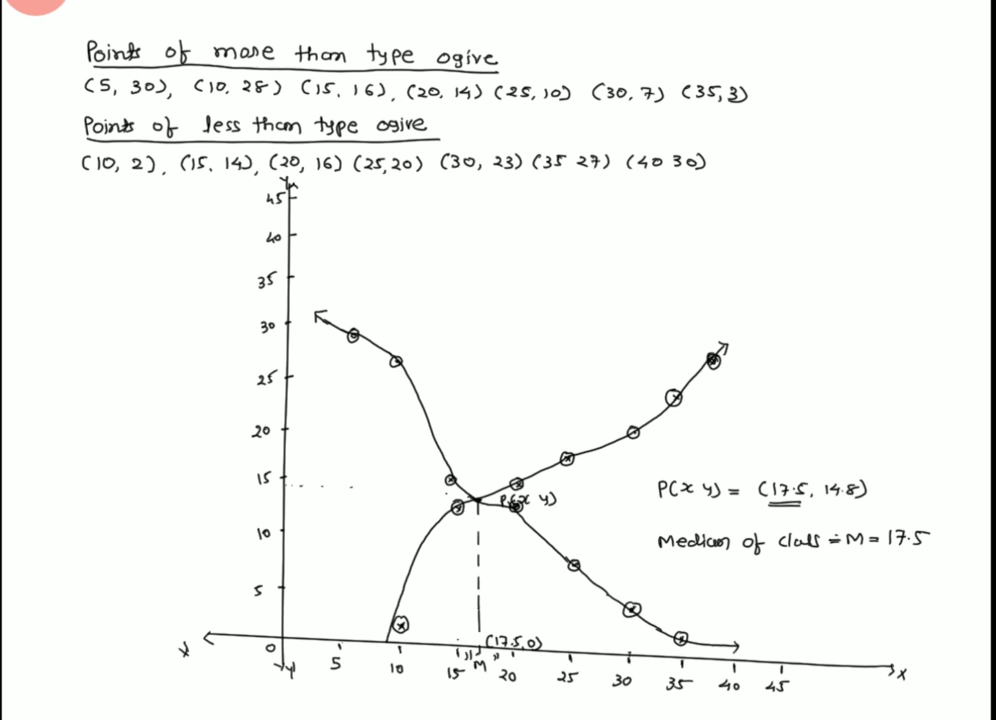 Points of more than type ogive
(5, 30), (10, 28) (15, 16), (20, 14) (25, 10) (30, 7) (35, 3)
Points of less than type ogive
(10, 2), (15, 14), (20, 16) (25, 20) (30, 23) (35 27) (40 30)
Y
45
40
35
30
25
20
15
10
5
0
P(x y)
P(x y) = (17.5, 14.8)
Median of class = M = 17.5
(17.5, 0)
X' Y' 5 10 15 M 20 25 30 35 40 45 X